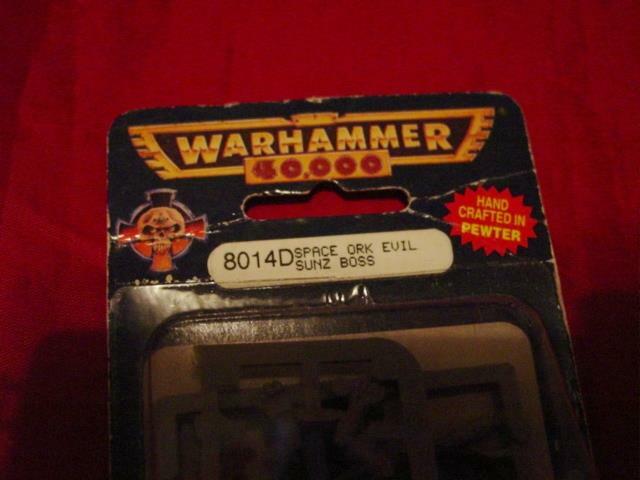 WARHAMMER
40,000
HAND
CRAFTED IN
PEWTER
8014D SPACE ORK EVIL
SUNZ BOSS